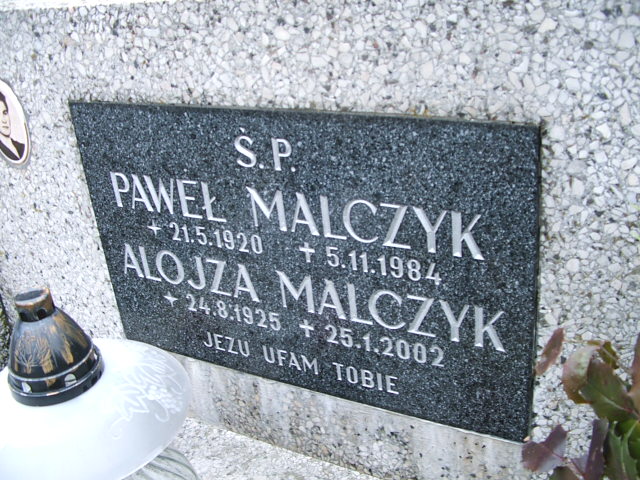 Ś.P.
PAWEŁ MALCZYK
+ 21.5.1920 + 5.11.1984
ALOJZA MALCZYK
+ 24.8.1925 + 25.1.2002
JEZU UFAM TOBIE